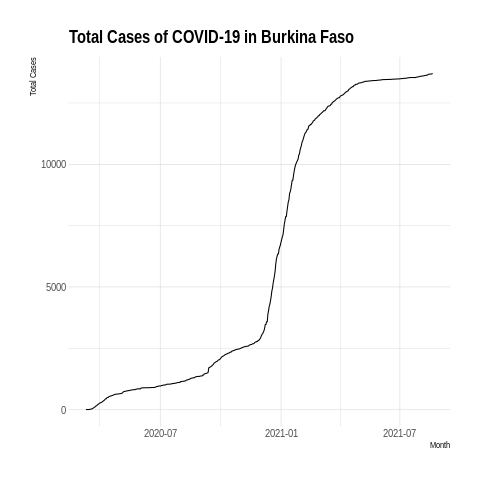 Total Cases of COVID-19 in Burkina Faso
Total Cases
10000
5000
0
2020-07
2021-01
2021-07
Month